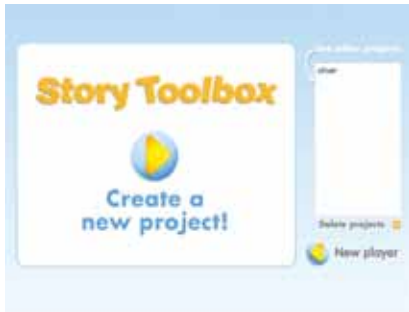 Story Toolbox
Create a
new project!
Delete projects
New player